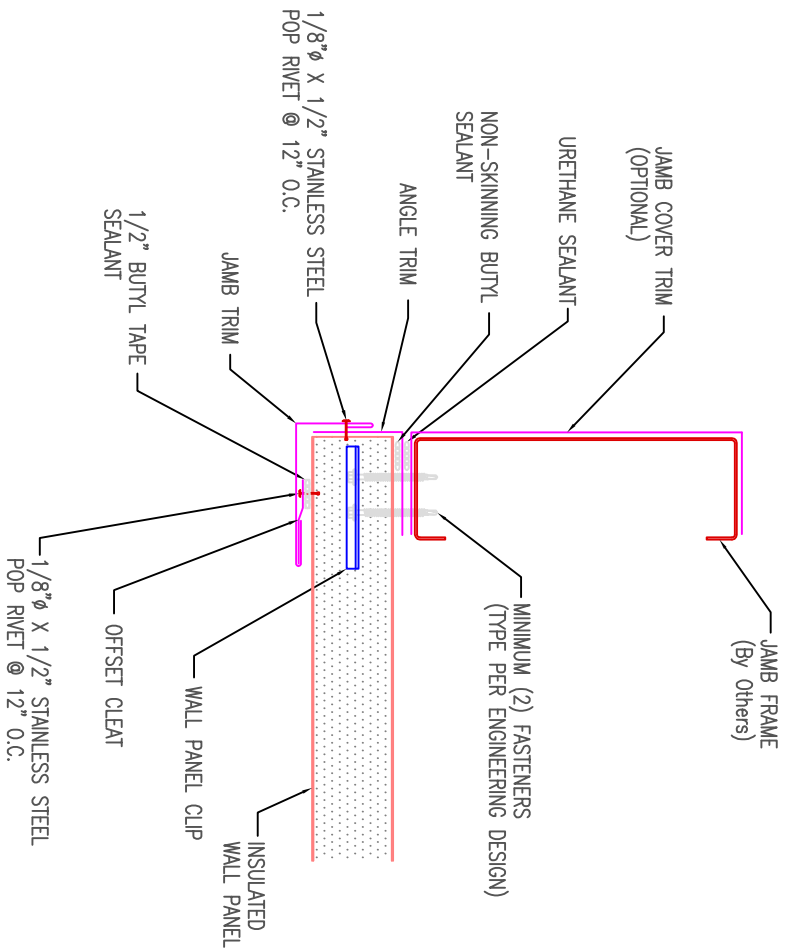 JAMB FRAME
(By Others)
JAMB COVER TRIM
(OPTIONAL)
URETHANE SEALANT
NON-SKINNING BUTYL
SEALANT
ANGLE TRIM
1/8"ø X 1/2" STAINLESS STEEL
POP RIVET @ 12" O.C.
JAMB TRIM
1/2" BUTYL TAPE
SEALANT
MINIMUM (2) FASTENERS
(TYPE PER ENGINEERING DESIGN)
INSULATED
WALL PANEL
WALL PANEL CLIP
OFFSET CLEAT
1/8"ø X 1/2" STAINLESS STEEL
POP RIVET @ 12" O.C.